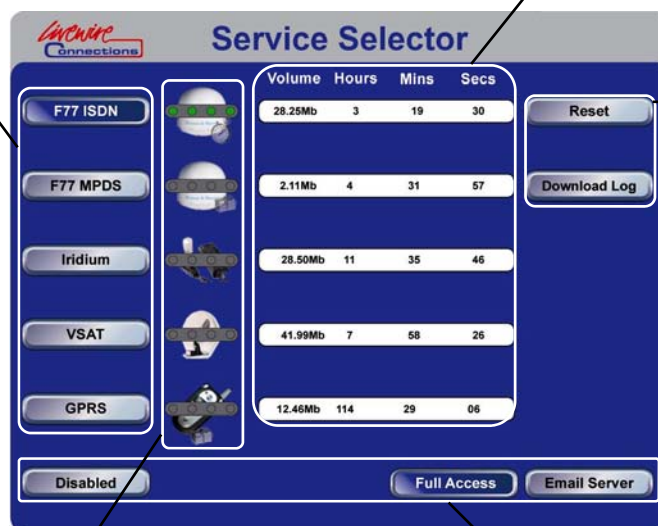 Livewire
Connections
Service Selector
Volume Hours Mins Secs
F77 ISDN 28.25Mb 3 19 30 Reset
F77 MPDS 2.11Mb 4 31 57 Download Log
Iridium 28.50Mb 11 35 46
VSAT 41.99Mb 7 58 26
GPRS 12.46Mb 114 29 06
Disabled Full Access Email Server